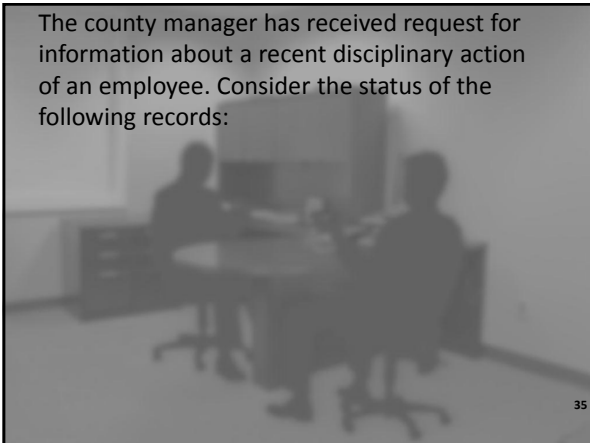 The county manager has received request for
information about a recent disciplinary action
of an employee. Consider the status of the
following records:
35